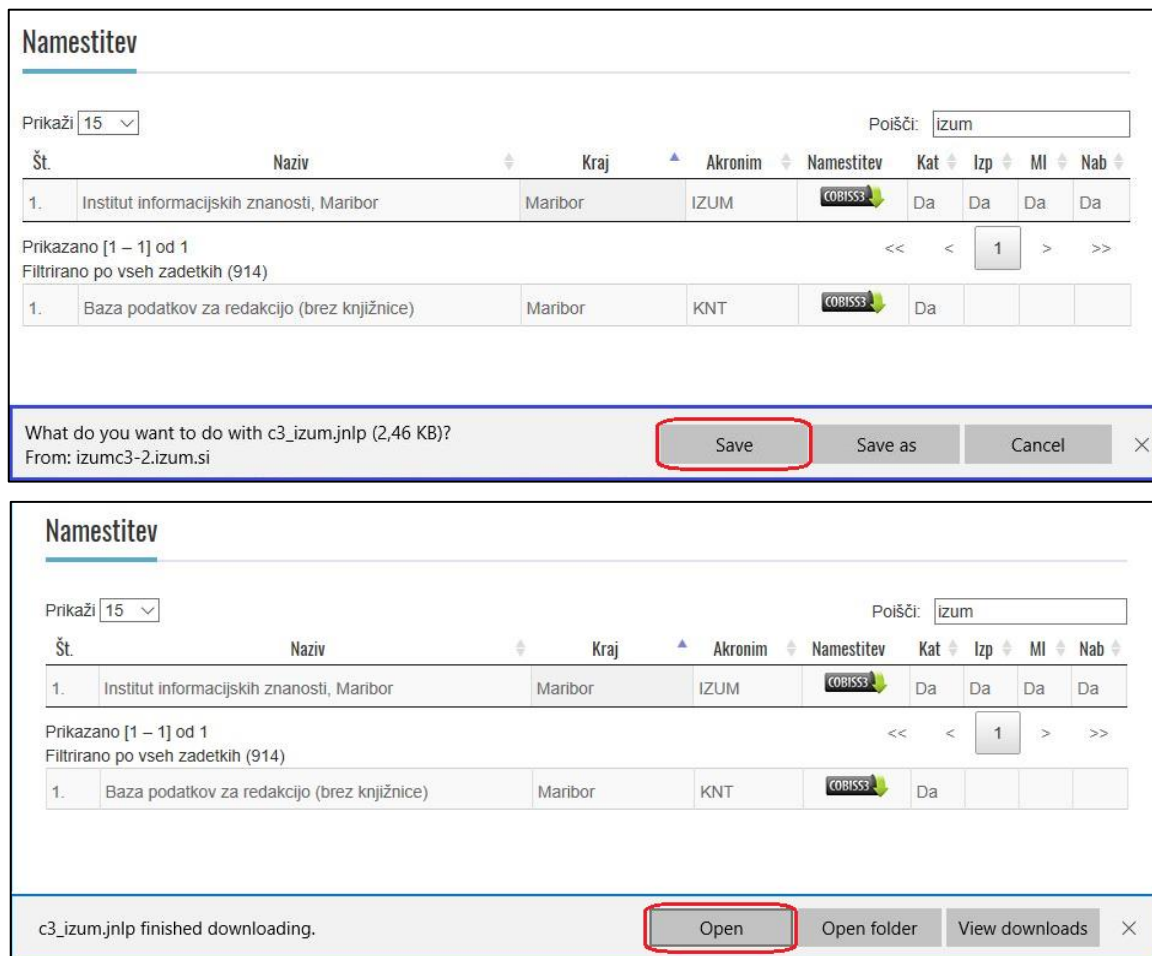 Namestitev
Prikaži 15 Poišči: izum
Št. Naziv Kraj Akronim Namestitev Kat Izp MI Nab
1. Institut informacijskih znanosti, Maribor Maribor IZUM COBISS3 Da Da Da Da
Prikazano [1 – 1] od 1 << < 1 > >>
Filtrirano po vseh zadetkih (914)
1. Baza podatkov za redakcijo (brez knjižnice) Maribor KNT COBISS3 Da
What do you want to do with c3_izum.jnlp (2,46 KB)?
From: izumc3-2.izum.si
Save Save as Cancel
Namestitev
Prikaži 15 Poišči: izum
Št. Naziv Kraj Akronim Namestitev Kat Izp MI Nab
1. Institut informacijskih znanosti, Maribor Maribor IZUM COBISS3 Da Da Da Da
Prikazano [1 – 1] od 1 << < 1 > >>
Filtrirano po vseh zadetkih (914)
1. Baza podatkov za redakcijo (brez knjižnice) Maribor KNT COBISS3 Da
c3_izum.jnlp finished downloading. Open Open folder View downloads